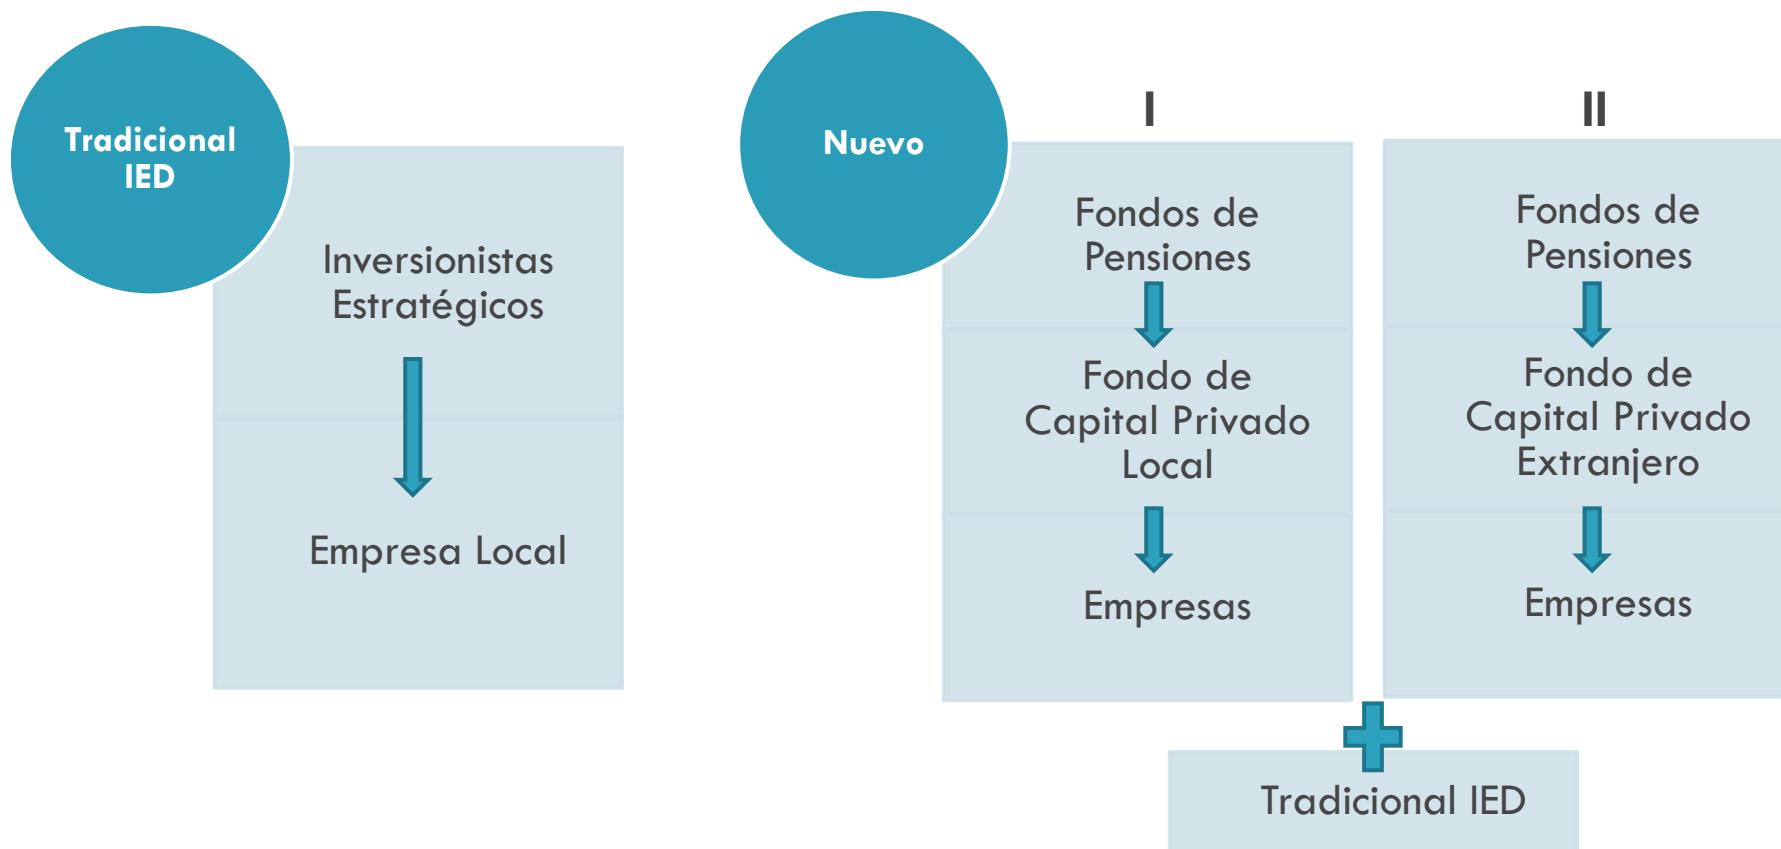 Tradicional
IED
Inversionistas
Estratégicos
Empresa Local
Nuevo
I
Fondos de
Pensiones
Fondo de
Capital Privado
Local
Empresas
II
Fondos de
Pensiones
Fondo de
Capital Privado
Extranjero
Empresas
Tradicional IED